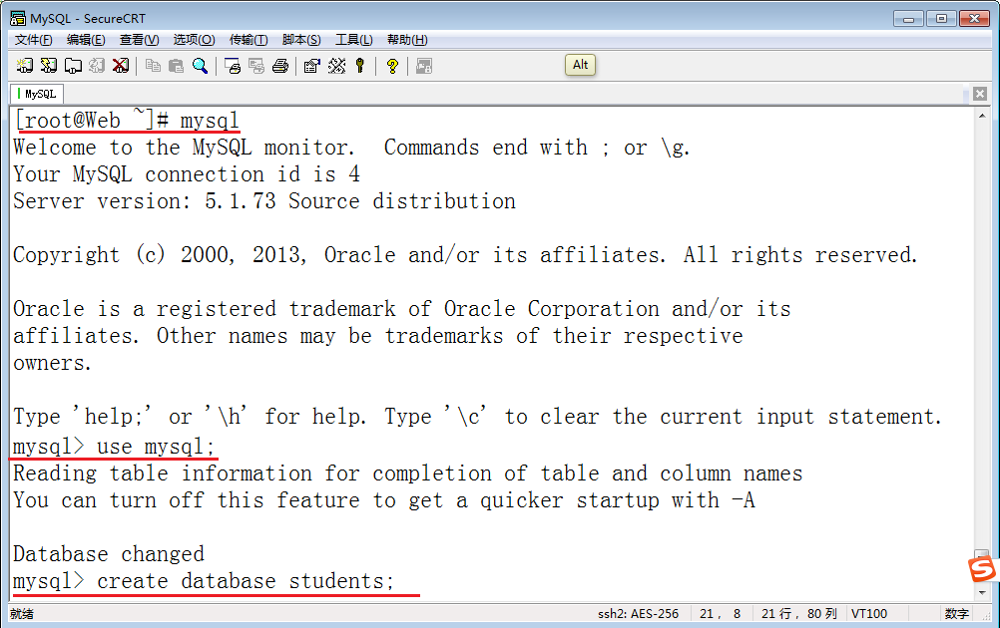 MySQL - SecureCRT
文件(F) 编辑(E) 查看(V) 选项(O) 传输(T) 脚本(S) 工具(L) 帮助(H)
Alt
MySQL
[root@Web ~]# mysql
Welcome to the MySQL monitor.  Commands end with ; or \g.
Your MySQL connection id is 4
Server version: 5.1.73 Source distribution
Copyright (c) 2000, 2013, Oracle and/or its affiliates. All rights reserved.
Oracle is a registered trademark of Oracle Corporation and/or its
affiliates. Other names may be trademarks of their respective
owners.
Type 'help;' or '\h' for help. Type '\c' to clear the current input statement.
mysql> use mysql;
Reading table information for completion of table and column names
You can turn off this feature to get a quicker startup with -A
Database changed
mysql> create database students;
就绪 ssh2: AES-256 21, 8 21 行, 80 列 VT100 数字